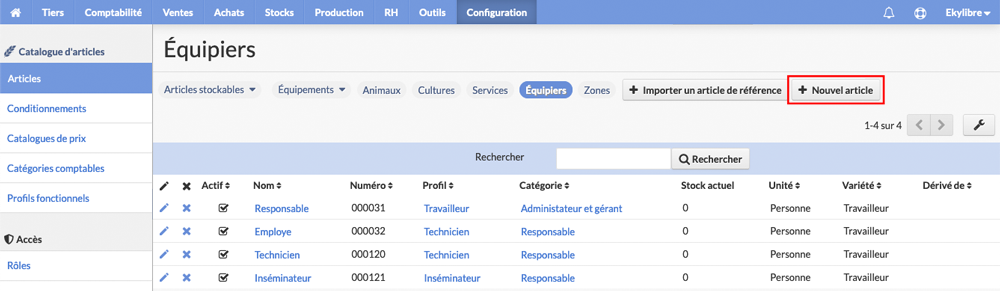 Tiers Comptabilité Ventes Achats Stocks Production RH Outils Configuration Ekylibre
Catalogue d'articles
Articles
Conditionnements
Catalogues de prix
Catégories comptables
Profils fonctionnels
Accès
Rôles
Équipiers
Articles stockables Équipements Animaux Cultures Services Équipiers Zones + Importer un article de référence + Nouvel article
1-4 sur 4
Rechercher Rechercher
Actif Nom Numéro Profil Catégorie Stock actuel Unité Variété Dérivé de
Responsable 000031 Travailleur Administateur et gérant 0 Personne Travailleur
Employe 000032 Technicien Responsable 0 Personne Travailleur
Technicien 000120 Technicien Responsable 0 Personne Travailleur
Inséminateur 000121 Inséminateur Responsable 0 Personne Travailleur